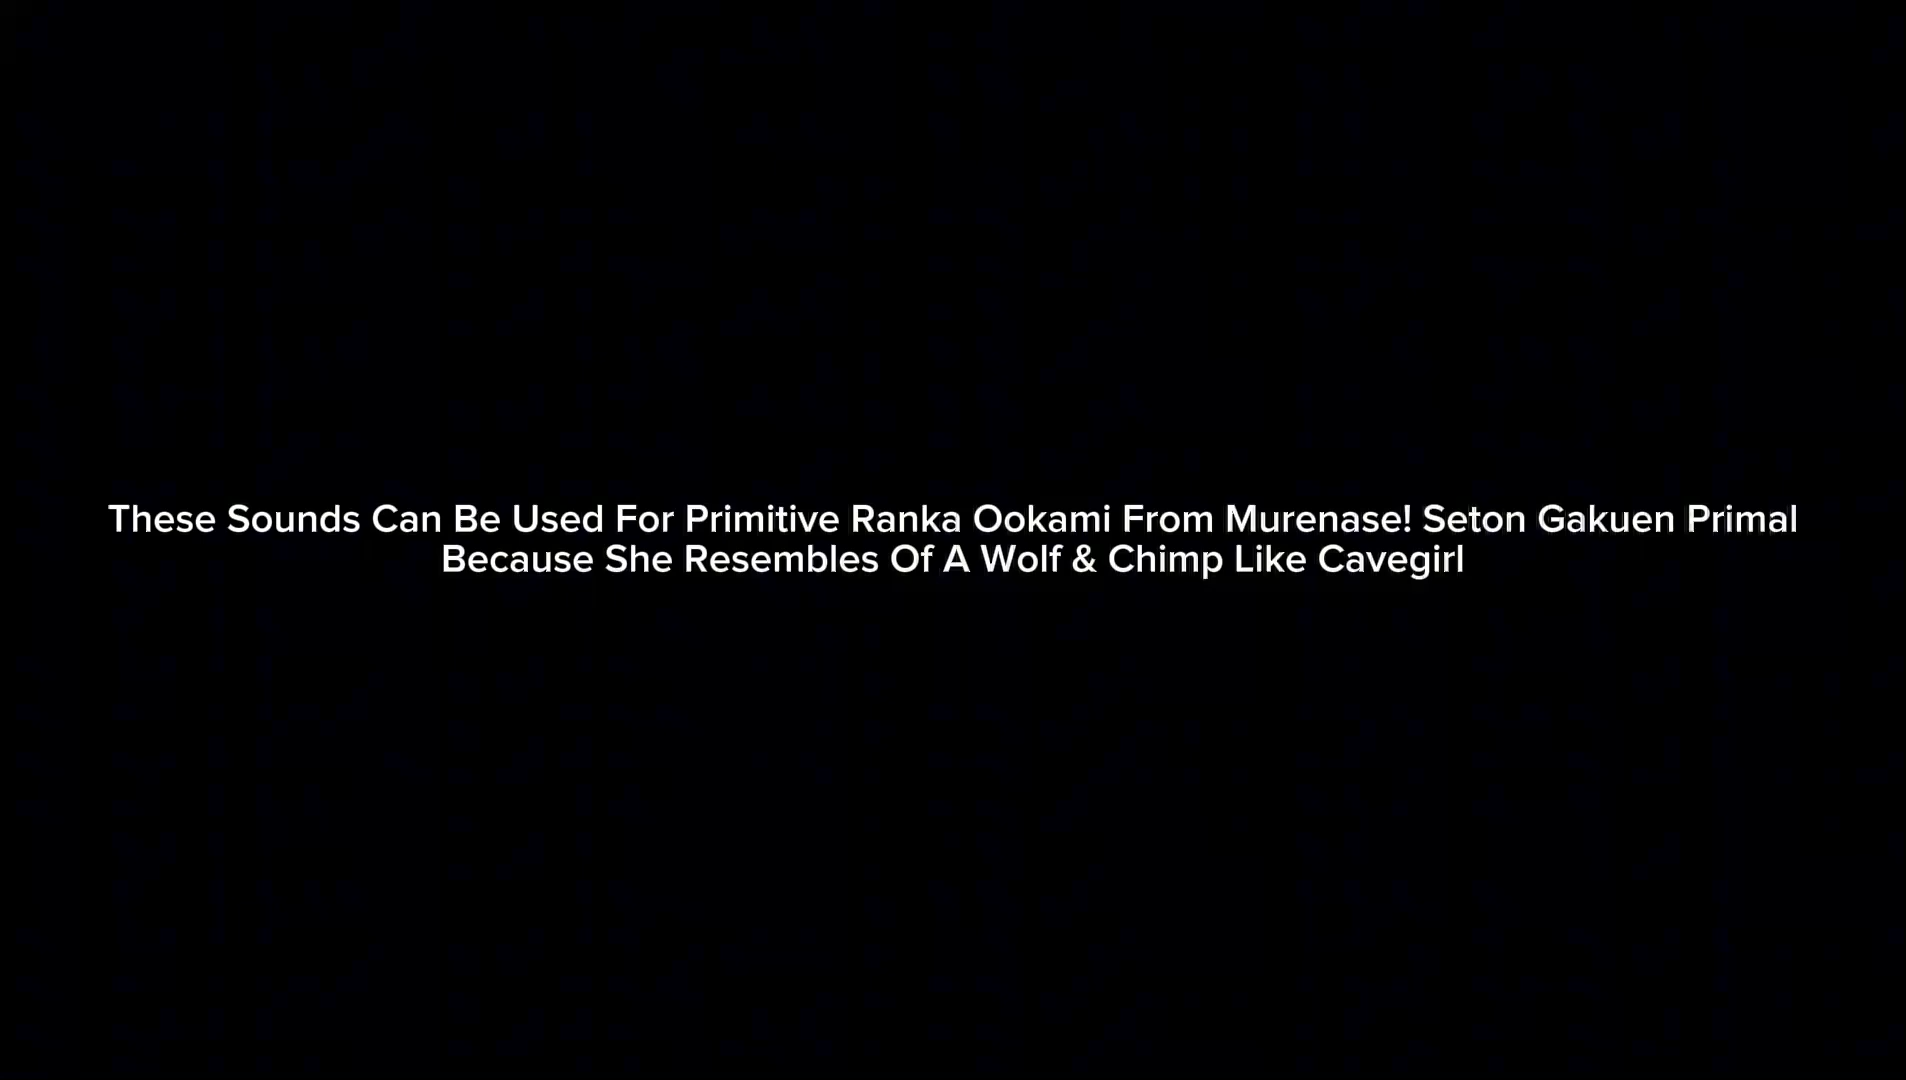 These Sounds Can Be Used For Primitive Ranka Ookami From Murenase! Seton Gakuen Primal
Because She Resembles Of A Wolf & Chimp Like Cavegirl